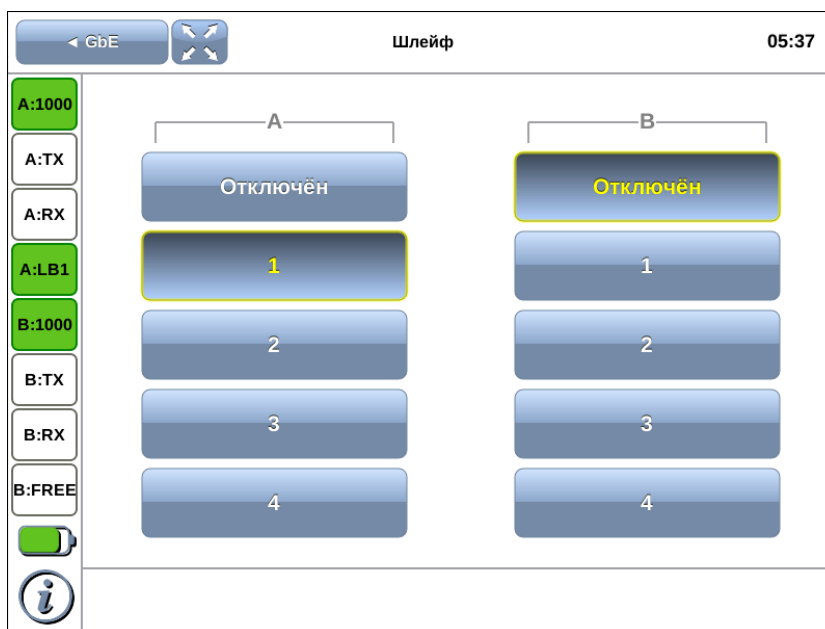 ◄ GbE
Шлейф
05:37
A:1000
A:TX
A:RX
A:LB1
B:1000
B:TX
B:RX
B:FREE
i
A
Отключён
1
2
3
4
B
Отключён
1
2
3
4